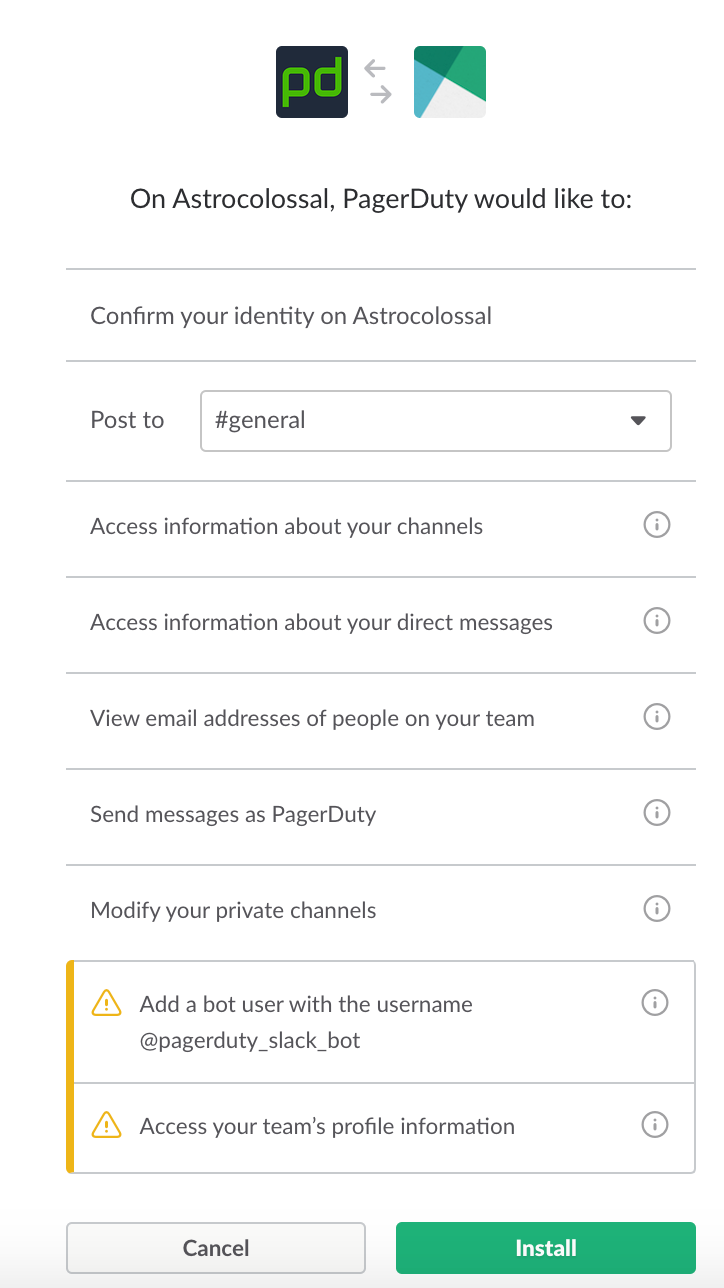 pd
On Astrocolossal, PagerDuty would like to:
Confirm your identity on Astrocolossal
Post to #general
Access information about your channels
Access information about your direct messages
View email addresses of people on your team
Send messages as PagerDuty
Modify your private channels
Add a bot user with the username
@pagerduty_slack_bot
Access your team’s profile information
Cancel Install